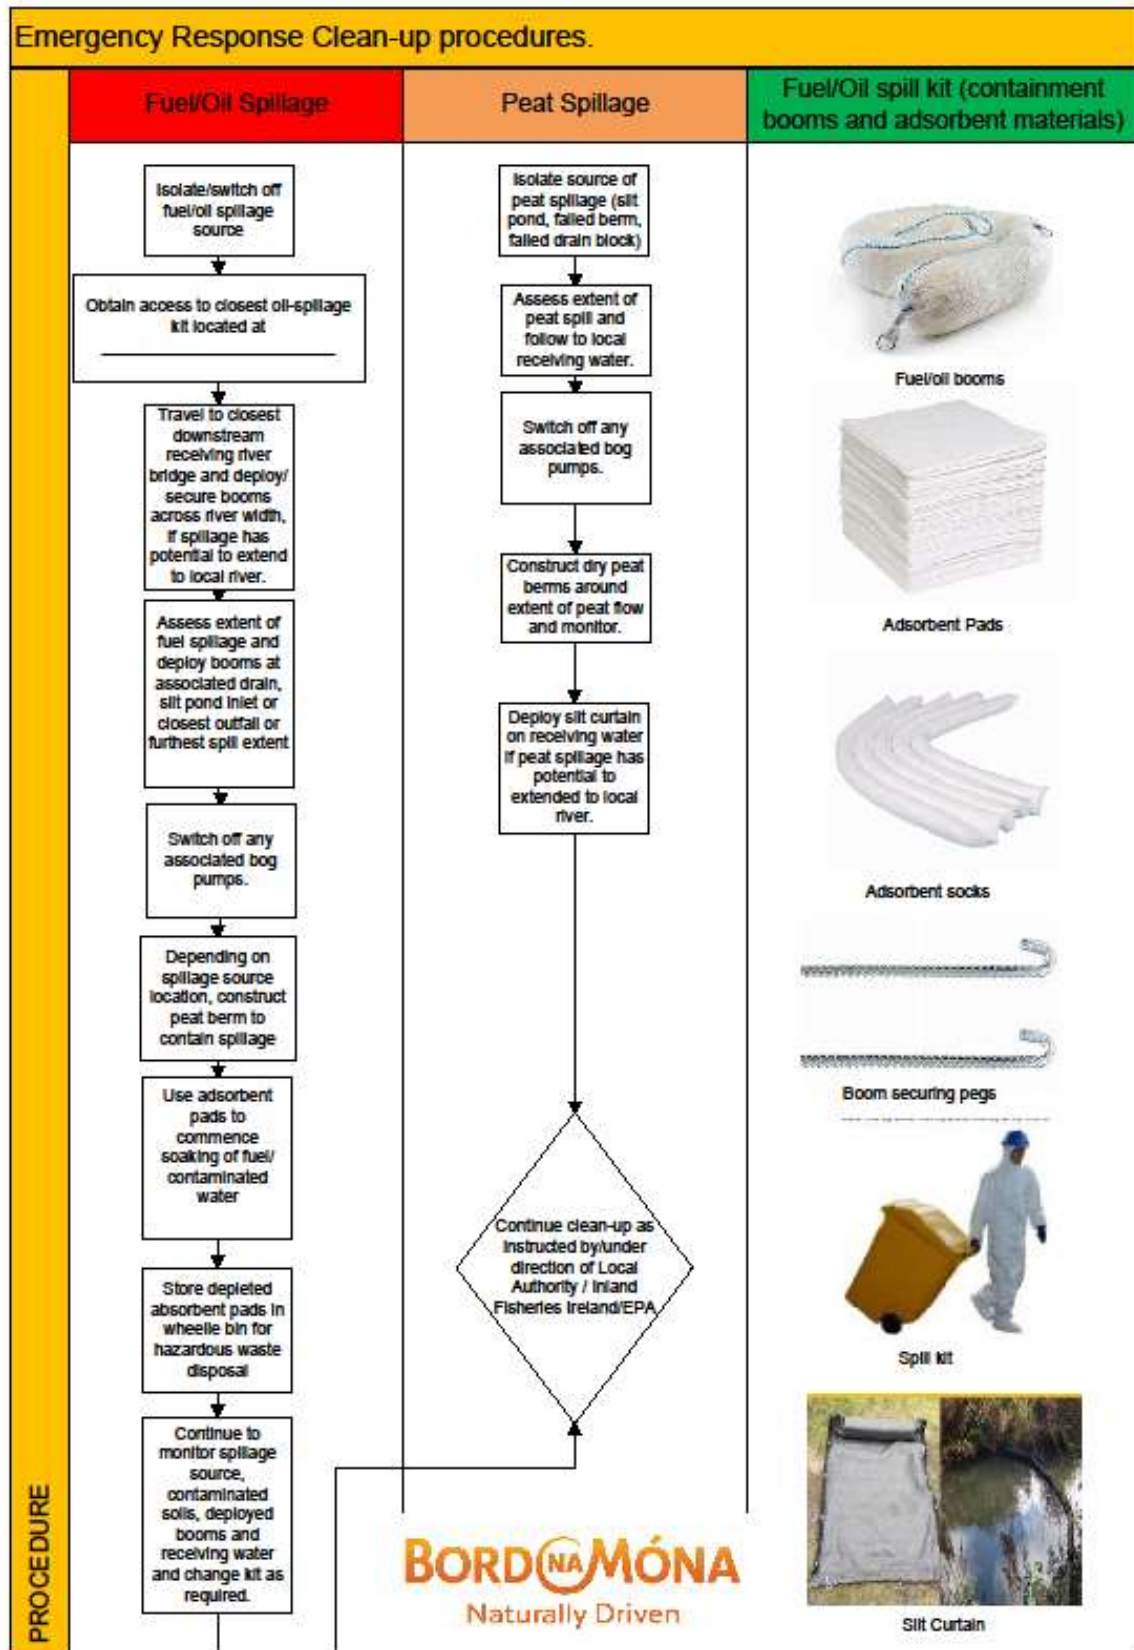 Emergency Response Clean-up procedures.
Fuel/Oil Spillage
Peat Spillage
Fuel/Oil spill kit (containment
booms and adsorbent materials)
PROCEDURE
Isolate/switch off
fuel/oil spillage
source
Obtain access to closest oil-spillage
kit located at
Travel to closest
downstream
receiving river
bridge and deploy/
secure booms
across river width,
if spillage has
potential to extend
to local river.
Assess extent of
fuel spillage and
deploy booms at
associated drain,
silt pond inlet or
closest outfall or
furthest spill extent
Switch off any
associated bog
pumps.
Depending on
spillage source
location, construct
peat berm to
contain spillage
Use adsorbent
pads to
commence
soaking of fuel/
contaminated
water
Store depleted
absorbent pads in
wheelie bin for
hazardous waste
disposal
Continue to
monitor spillage
source,
contaminated
soils, deployed
booms and
receiving water
and change kit as
required.
Isolate source of
peat spillage (silt
pond, failed berm,
failed drain block)
Assess extent of
peat spill and
follow to local
receiving water.
Switch off any
associated bog
pumps.
Construct dry peat
berms around
extent of peat flow
and monitor.
Deploy silt curtain
on receiving water
if peat spillage has
potential to
extended to local
river.
Continue clean-up as
instructed by/under
direction of Local
Authority / Inland
Fisheries Ireland/EPA
BORD NA MÓNA
Naturally Driven
Fuel/oil booms
Adsorbent Pads
Adsorbent socks
Boom securing pegs
Spill kit
Silt Curtain